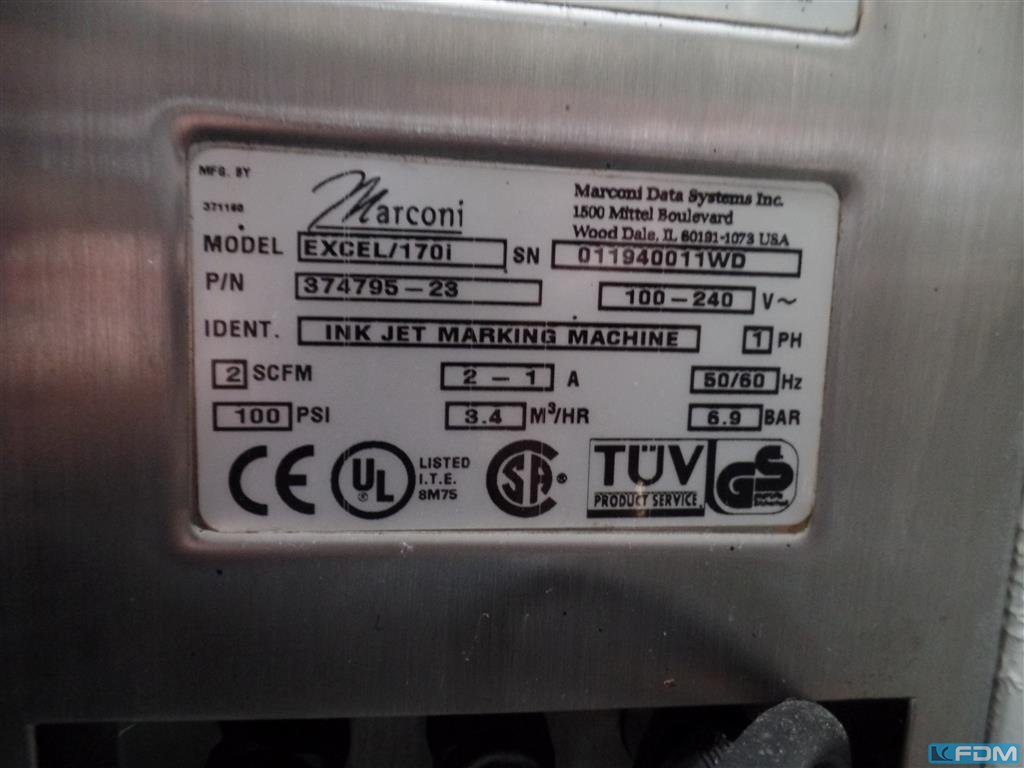 MFG. BY
Marconi
Marconi Data Systems Inc.
1500 Mittel Boulevard
Wood Dale, IL 60191-1073 USA
MODEL EXCEL/170i SN 011940011WD
P/N 374795-23 100-240 V~
IDENT. INK JET MARKING MACHINE 1 PH
2 SCFM 2 - 1 A 50/60 Hz
100 PSI 3.4 M³/HR 6.9 BAR
CE UL LISTED
I.T.E.
8M75
SA
TÜV
PRODUCT SERVICE
GS
FDM